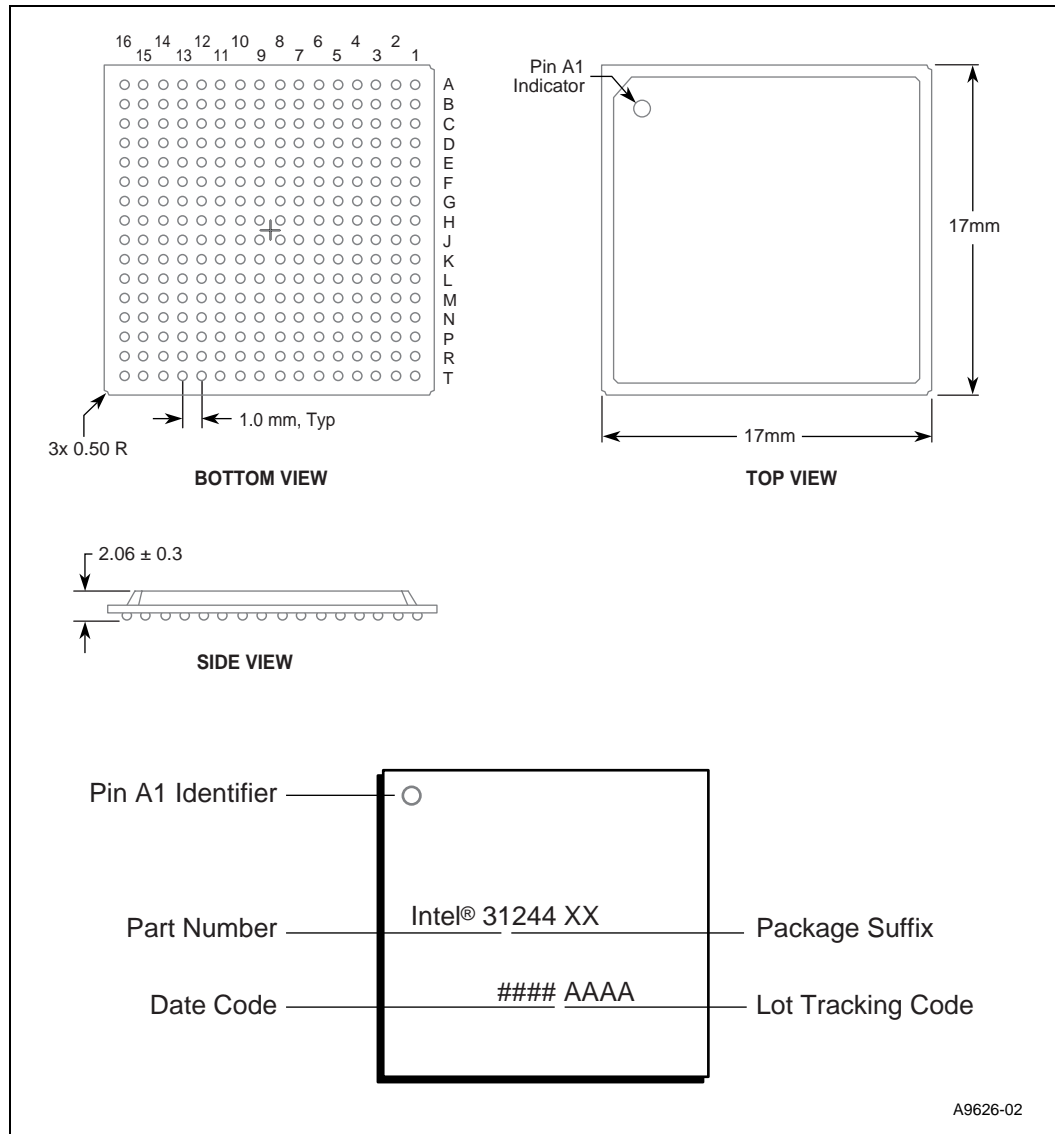 16 14 12 10 8 6 4 2
15 13 11 9 7 5 3 1
A
B
C
D
E
F
G
H
J
K
L
M
N
P
R
T
1.0 mm, Typ
3x 0.50 R
BOTTOM VIEW
Pin A1
Indicator
17mm
17mm
TOP VIEW
2.06 ± 0.3
SIDE VIEW
Pin A1 Identifier
Part Number
Intel® 31244 XX
Package Suffix
Date Code
#### AAAA
Lot Tracking Code
A9626-02